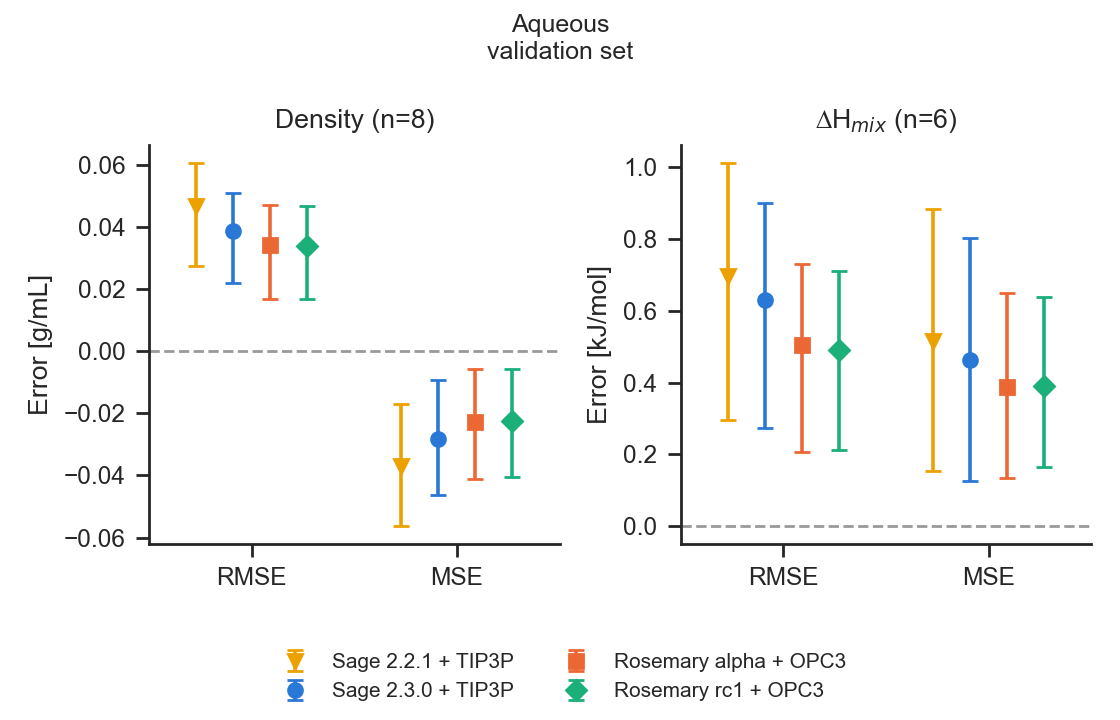 Aqueous
validation set
Density (n=8)
ΔH_mix (n=6)
Error [g/mL]
0.06
0.04
0.02
0.00
−0.02
−0.04
−0.06
RMSE
MSE
Error [kJ/mol]
1.0
0.8
0.6
0.4
0.2
0.0
RMSE
MSE
Sage 2.2.1 + TIP3P
Sage 2.3.0 + TIP3P
Rosemary alpha + OPC3
Rosemary rc1 + OPC3